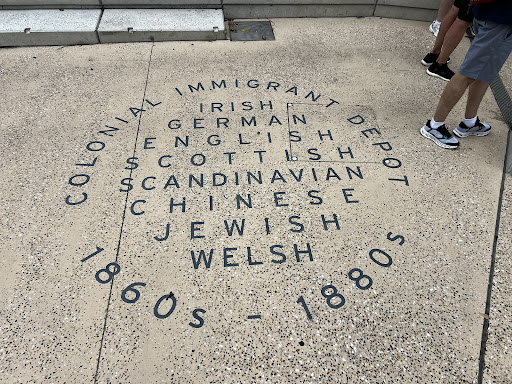 COLONIAL IMMIGRANT DEPOT
IRISH
GERMAN
ENGLISH
SCOTTISH
SCANDINAVIAN
CHINESE
JEWISH
WELSH
1860s - 1880s